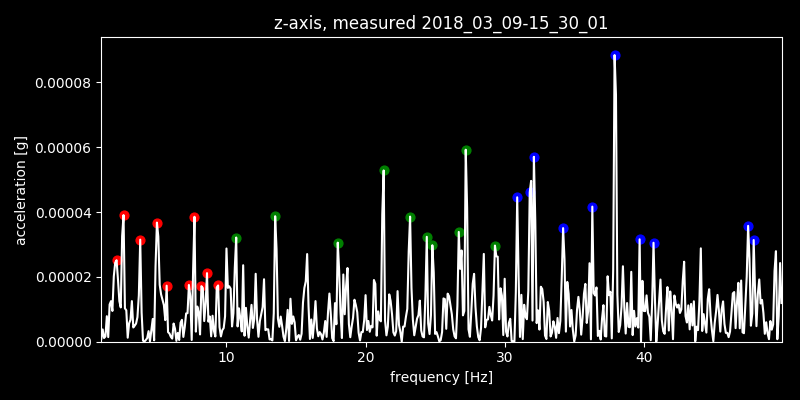 z-axis, measured 2018_03_09-15_30_01
acceleration [g]
0.00008
0.00006
0.00004
0.00002
0.00000
10 20 30 40
frequency [Hz]